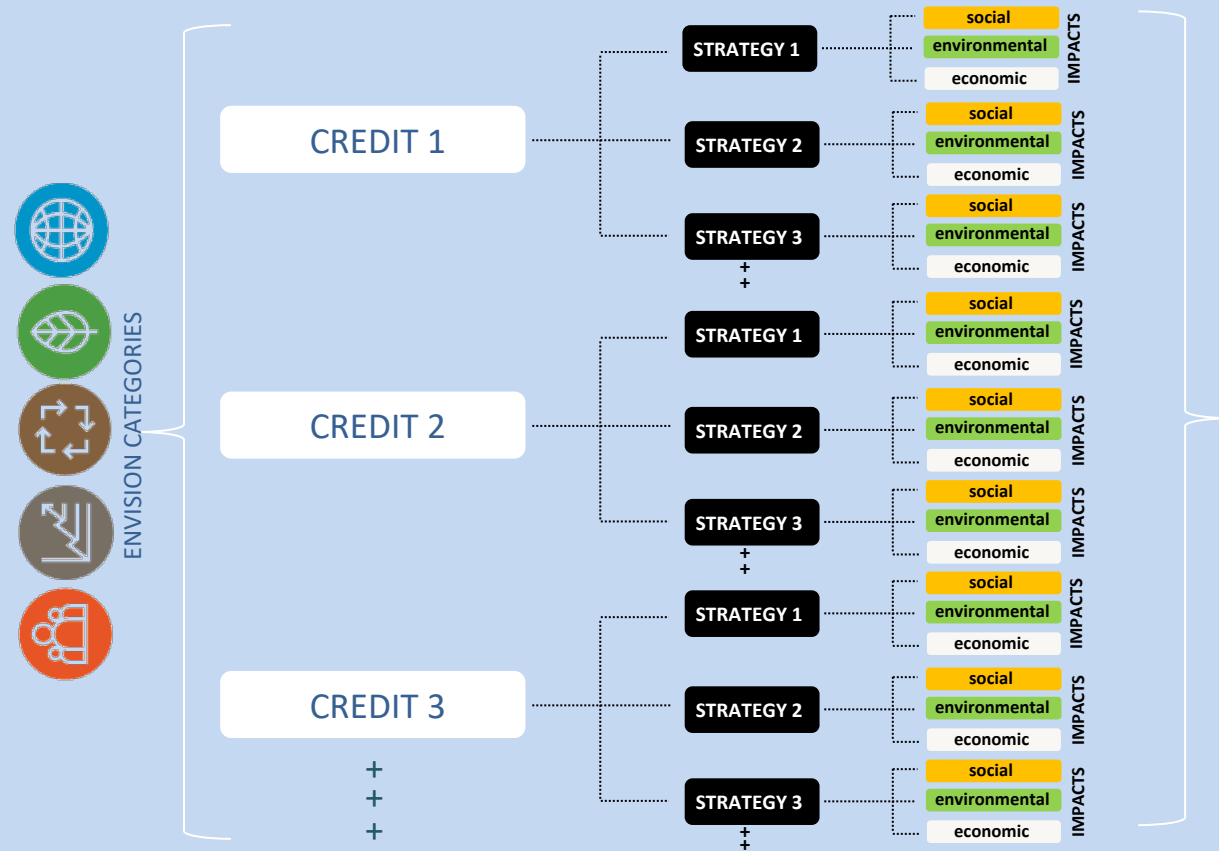 ENVISION CATEGORIES
CREDIT 1
STRATEGY 1
social
environmental
economic
IMPACTS
STRATEGY 2
social
environmental
economic
IMPACTS
STRATEGY 3
+
+
social
environmental
economic
IMPACTS
CREDIT 2
STRATEGY 1
social
environmental
economic
IMPACTS
STRATEGY 2
social
environmental
economic
IMPACTS
STRATEGY 3
+
+
social
environmental
economic
IMPACTS
CREDIT 3
+
+
+
STRATEGY 1
social
environmental
economic
IMPACTS
STRATEGY 2
social
environmental
economic
IMPACTS
STRATEGY 3
+
+
social
environmental
economic
IMPACTS